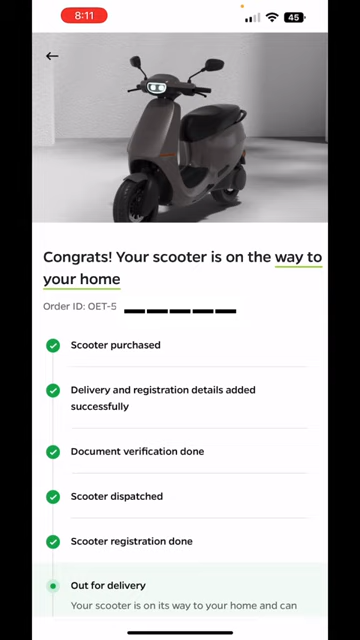 8:11
45
Congrats! Your scooter is on the way to
your home
Order ID: OET-5
Scooter purchased
Delivery and registration details added
successfully
Document verification done
Scooter dispatched
Scooter registration done
Out for delivery
Your scooter is on its way to your home and can